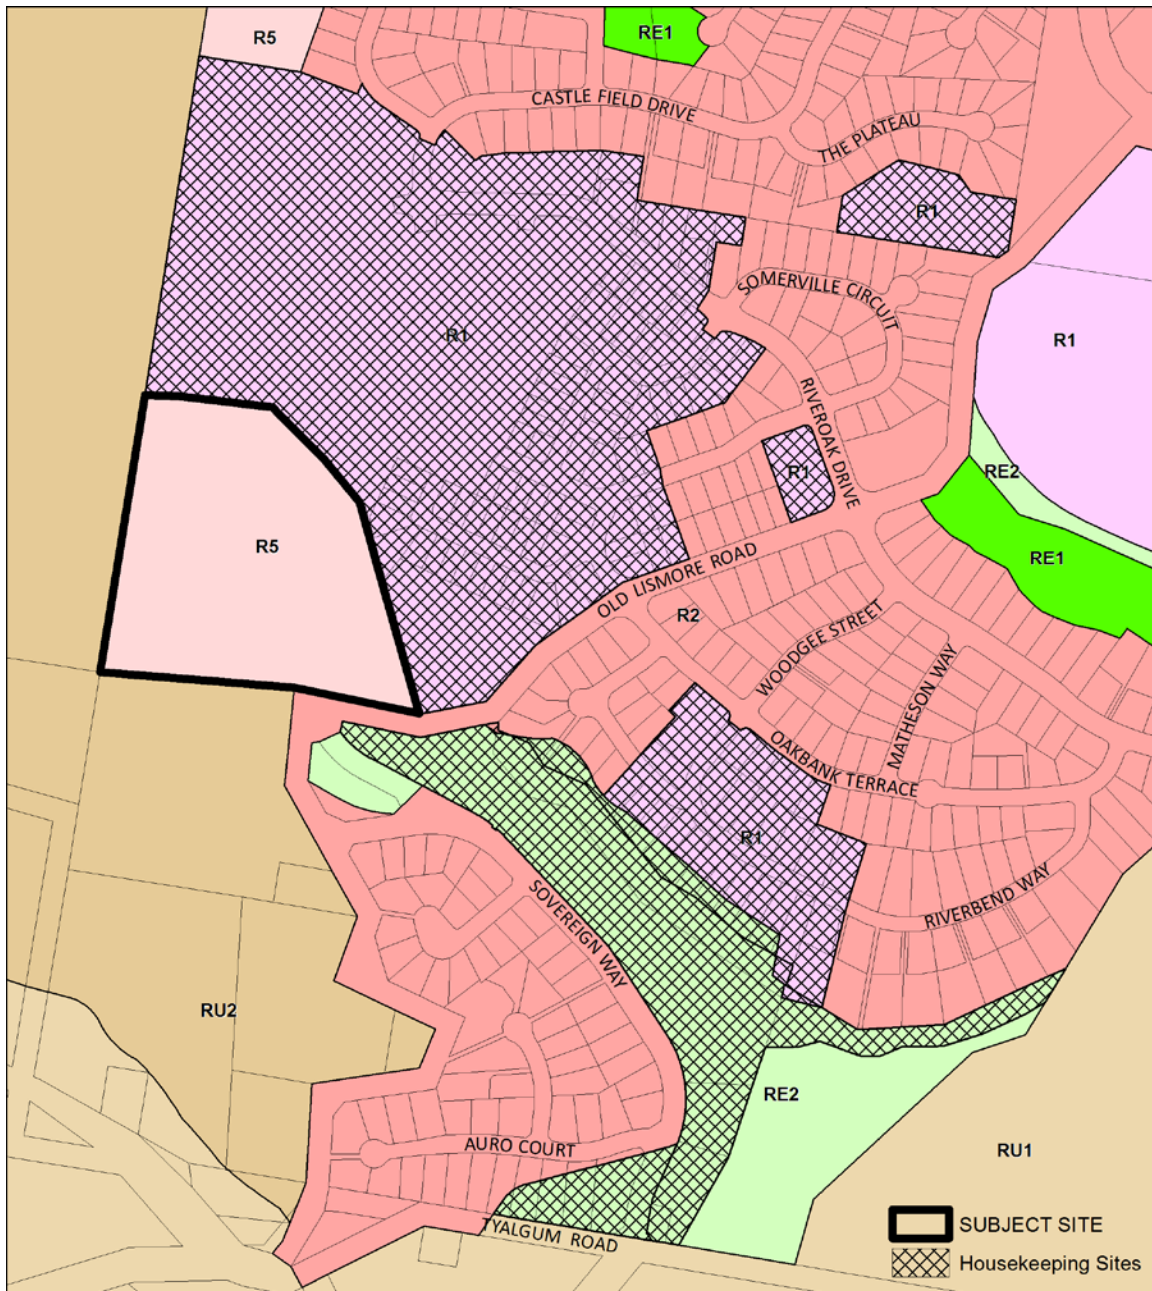 R5
RE1
CASTLE FIELD DRIVE
THE PLATEAU
R1
SOMERVILLE CIRCUIT
R1
R1
RIVEROAK DRIVE
R1
RE2
R5
RE1
OLD LISMORE ROAD
R2
WOODGEE STREET
MATHESON WAY
OAKBANK TERRACE
R1
SOVEREIGN WAY
RIVERBEND WAY
RU2
RE2
AURO COURT
RU1
TYALGUM ROAD
SUBJECT SITE
Housekeeping Sites